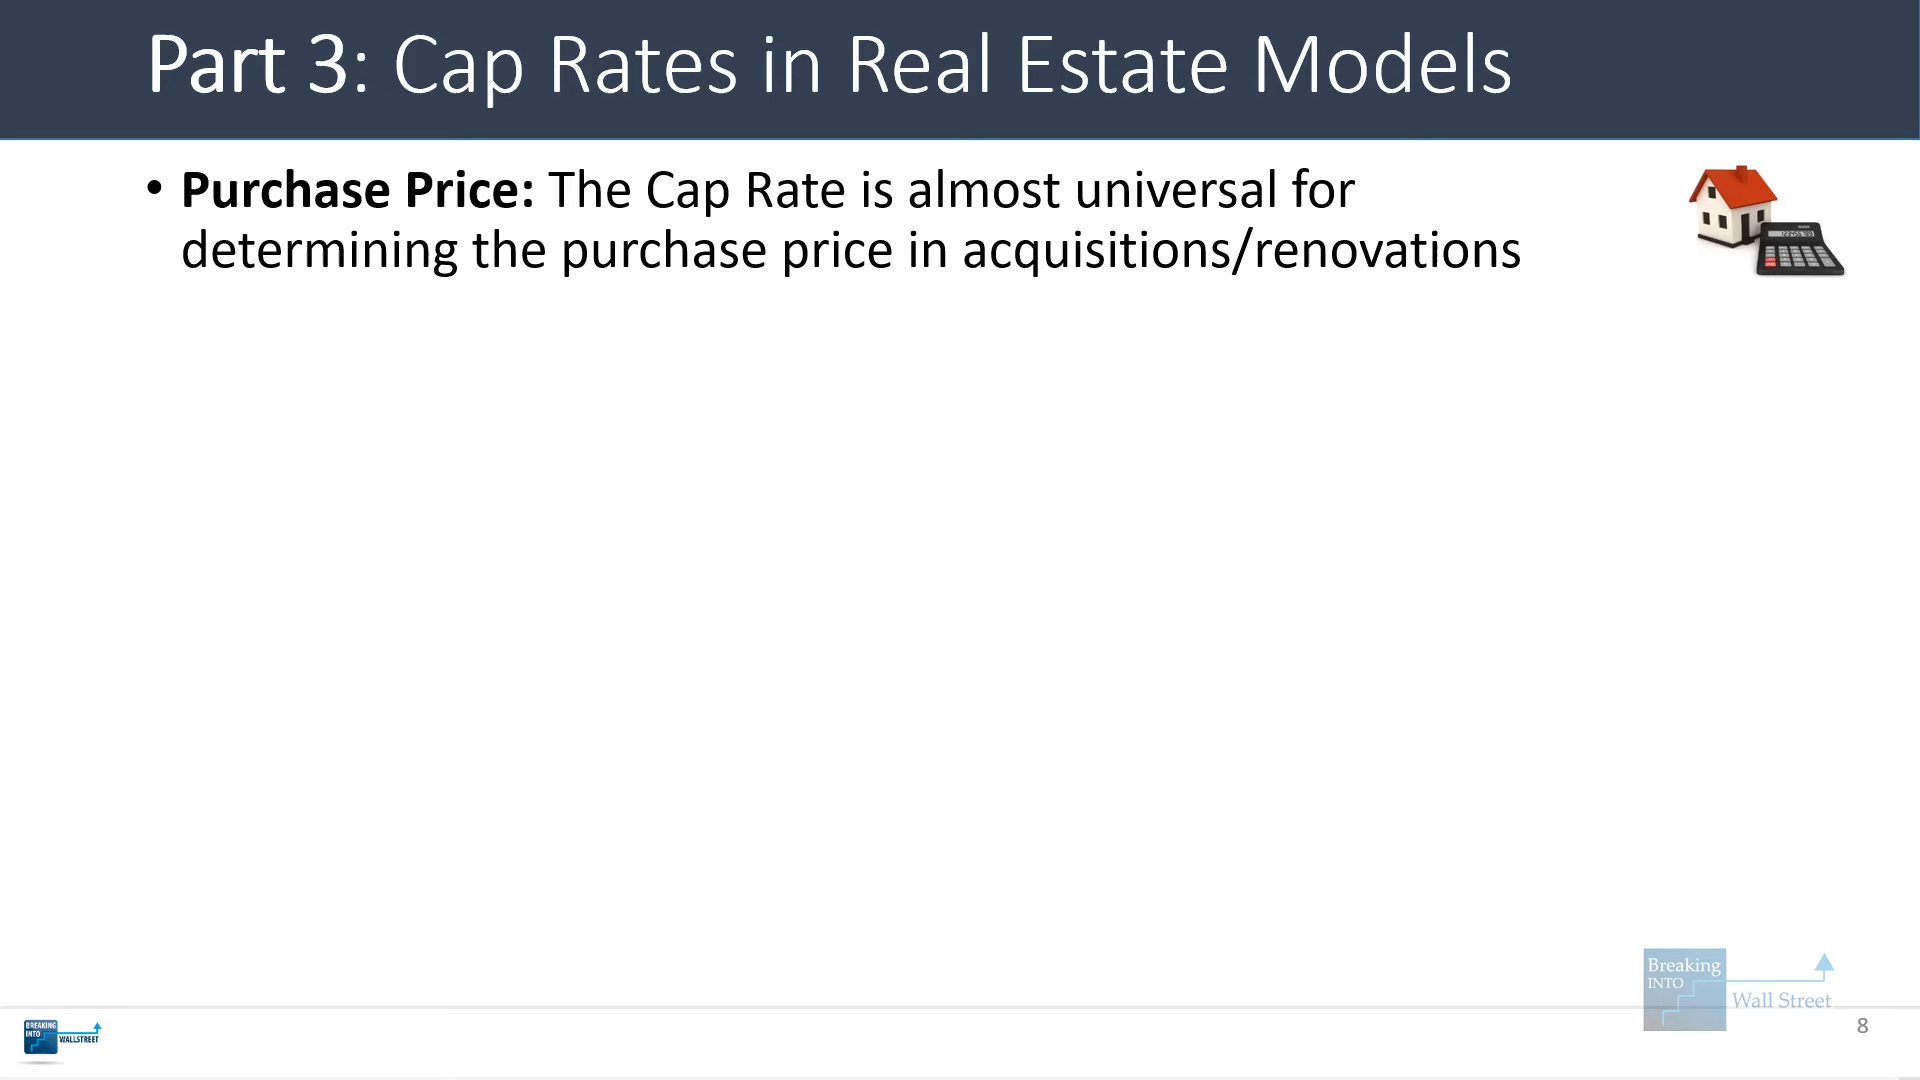 Part 3: Cap Rates in Real Estate Models
• Purchase Price: The Cap Rate is almost universal for
determining the purchase price in acquisitions/renovations
Breaking
INTO
Wall Street
BREAKING
INTO
WALLSTREET
8